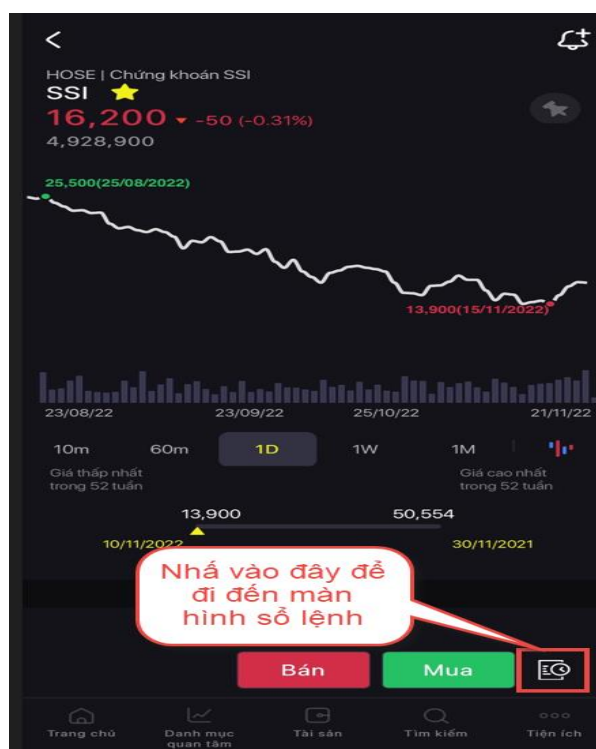 HOSE | Chứng khoán SSI
SSI
16,200 -50 (-0.31%)
4,928,900
25,500(25/08/2022)
13,900(15/11/2022)
23/08/22 23/09/22 25/10/22 21/11/22
10m 60m 1D 1W 1M
Giá thấp nhất Giá cao nhất
trong 52 tuần trong 52 tuần
13,900 50,554
10/11/2022 30/11/2021
Nhấ vào đây để
đi đến màn
hình sổ lệnh
Bán Mua
Trang chủ Danh mục Tài sản Tìm kiếm Tiện ích
quan tâm